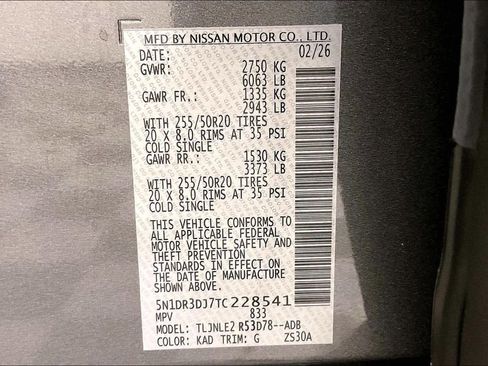 MFD BY NISSAN MOTOR CO., LTD.
DATE: 02/26
GVWR: 2750 KG
6063 LB
GAWR FR.: 1335 KG
2943 LB
WITH 255/50R20 TIRES
20 X 8.0 RIMS AT 35 PSI
COLD SINGLE
GAWR RR.: 1530 KG
3373 LB
WITH 255/50R20 TIRES
20 X 8.0 RIMS AT 35 PSI
COLD SINGLE
THIS VEHICLE CONFORMS TO
ALL APPLICABLE FEDERAL
MOTOR VEHICLE SAFETY AND
THEFT PREVENTION
STANDARDS IN EFFECT ON
THE DATE OF MANUFACTURE
SHOWN ABOVE.
5N1DR3DJ7TC228541
MPV 833
MODEL: TLJNLE2 R53D78--ADB
COLOR: KAD TRIM: G ZS30A